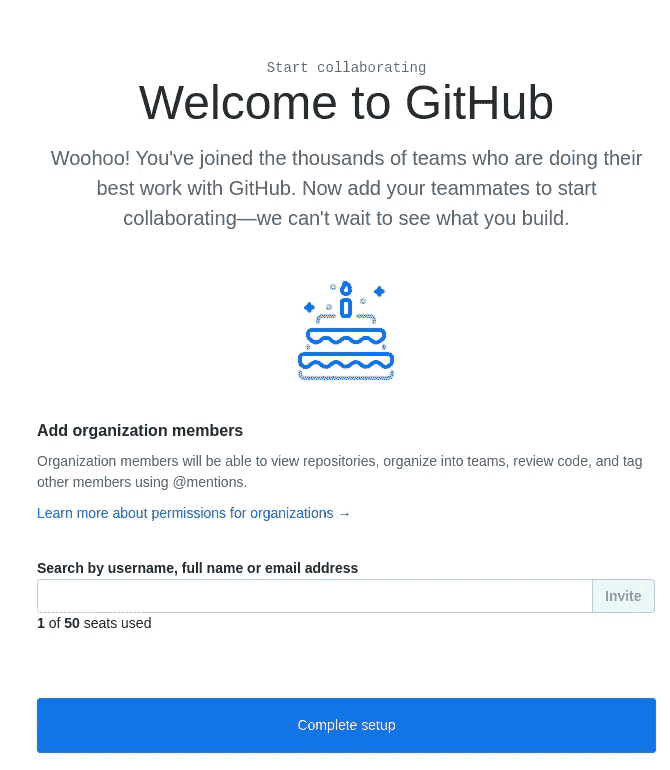 Start collaborating
Welcome to GitHub
Woohoo! You've joined the thousands of teams who are doing their
best work with GitHub. Now add your teammates to start
collaborating—we can't wait to see what you build.
Add organization members
Organization members will be able to view repositories, organize into teams, review code, and tag
other members using @mentions.
Learn more about permissions for organizations →
Search by username, full name or email address
Invite
1 of 50 seats used
Complete setup